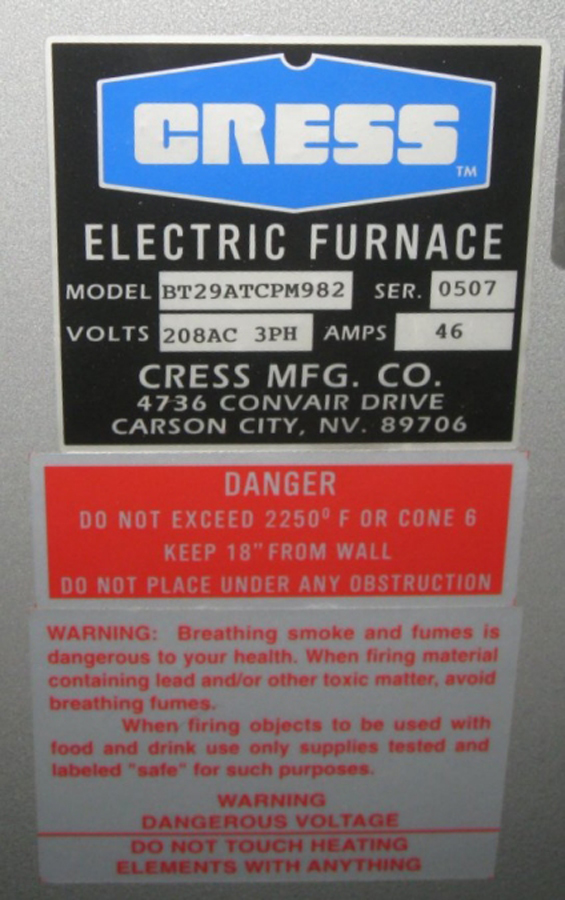 CRESS TM
ELECTRIC FURNACE
MODEL BT29ATCPM982 SER. 0507
VOLTS 208AC 3PH AMPS 46
CRESS MFG. CO.
4736 CONVAIR DRIVE
CARSON CITY, NV. 89706
DANGER
DO NOT EXCEED 2250⁰ F OR CONE 6
KEEP 18" FROM WALL
DO NOT PLACE UNDER ANY OBSTRUCTION
WARNING: Breathing smoke and fumes is
dangerous to your health. When firing material
containing lead and/or other toxic matter, avoid
breathing fumes.
When firing objects to be used with
food and drink use only supplies tested and
labeled "safe" for such purposes.
WARNING
DANGEROUS VOLTAGE
DO NOT TOUCH HEATING
ELEMENTS WITH ANYTHING